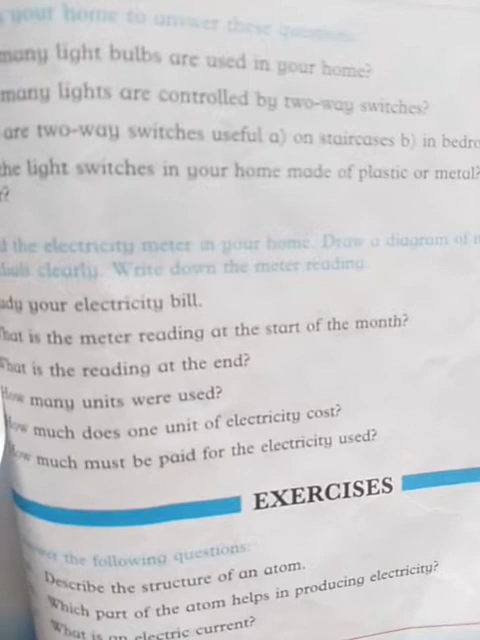 your home to answer these questions:
many light bulbs are used in your home?
many lights are controlled by two-way switches?
are two-way switches useful a) on staircases b) in bedro
the light switches in your home made of plastic or metal?
r?
d the electricity meter in your home. Draw a diagram of it
dials clearly. Write down the meter reading.
udy your electricity bill.
What is the meter reading at the start of the month?
What is the reading at the end?
How many units were used?
How much does one unit of electricity cost?
How much must be paid for the electricity used?
EXERCISES
the following questions:
Describe the structure of an atom.
Which part of the atom helps in producing electricity?
What is an electric current?